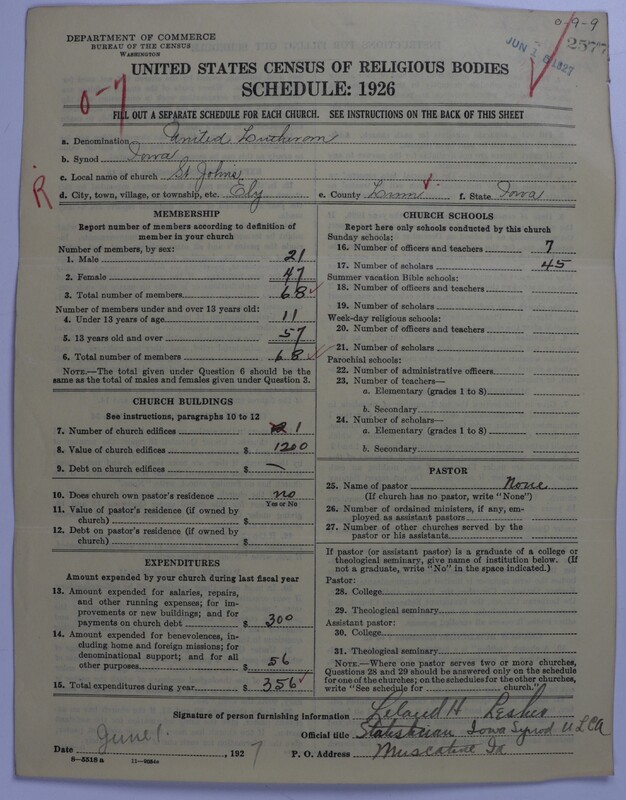 0-9-9
DEPARTMENT OF COMMERCE
BUREAU OF THE CENSUS
WASHINGTON
2577
UNITED STATES CENSUS OF RELIGIOUS BODIES
SCHEDULE: 1926
0-7
FILL OUT A SEPARATE SCHEDULE FOR EACH CHURCH. SEE INSTRUCTIONS ON THE BACK OF THIS SHEET
a. Denomination United Lutheran
b. Synod Iowa
c. Local name of church St Johns
R
d. City, town, village, or township, etc. Ely e. County Linn f. State Iowa
MEMBERSHIP
Report number of members according to definition of
member in your church
Number of members, by sex:
1. Male 21
2. Female 47
3. Total number of members 68
Number of members under and over 13 years old:
4. Under 13 years of age 11
5. 13 years old and over 57
6. Total number of members 68
NOTE.—The total given under Question 6 should be
the same as the total of males and females given under Question 3.
CHURCH BUILDINGS
See instructions, paragraphs 10 to 12
7. Number of church edifices 1
8. Value of church edifices $ 1200
9. Debt on church edifices $ —
10. Does church own pastor's residence no
Yes or No
11. Value of pastor's residence (if owned by
church) $
12. Debt on pastor's residence (if owned by
church) $
EXPENDITURES
Amount expended by your church during last fiscal year
13. Amount expended for salaries, repairs,
and other running expenses; for im-
provements or new buildings; and for
payments on church debt $ 300
14. Amount expended for benevolences, in-
cluding home and foreign missions; for
denominational support; and for all
other purposes $ 56
15. Total expenditures during year $ 356
CHURCH SCHOOLS
Report here only schools conducted by this church
Sunday schools:
16. Number of officers and teachers 7
17. Number of scholars 45
Summer vacation Bible schools:
18. Number of officers and teachers
19. Number of scholars
Week-day religious schools:
20. Number of officers and teachers
21. Number of scholars
Parochial schools:
22. Number of administrative officers
23. Number of teachers—
a. Elementary (grades 1 to 8)
b. Secondary
24. Number of scholars—
a. Elementary (grades 1 to 8)
b. Secondary
PASTOR
25. Name of pastor None
(If church has no pastor, write "None")
26. Number of ordained ministers, if any, em-
ployed as assistant pastors
27. Number of other churches served by the
pastor or his assistants
If pastor (or assistant pastor) is a graduate of a college or
theological seminary, give name of institution below. (If
not a graduate, write "No" in the space indicated.)
Pastor:
28. College
29. Theological seminary
Assistant pastor:
30. College
31. Theological seminary
NOTE.—Where one pastor serves two or more churches,
Questions 28 and 29 should be answered only on the schedule
for one of the churches; on the schedules for the other churches,
write "See schedule for church."
Signature of person furnishing information Leland H Lesher
Official title Statistician Iowa Synod ULCA
Date June 1, 1927 P. O. Address Muscatine Ia
8—5518 a